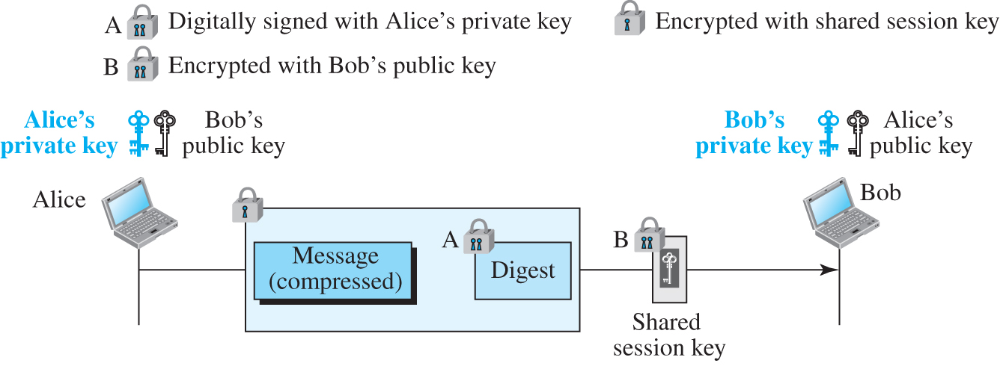 A Digitally signed with Alice's private key
Encrypted with shared session key
B Encrypted with Bob's public key
Alice's
private key
Bob's
public key
Bob's
private key
Alice's
public key
Alice
Bob
Message
(compressed)
A
Digest
B
Shared
session key